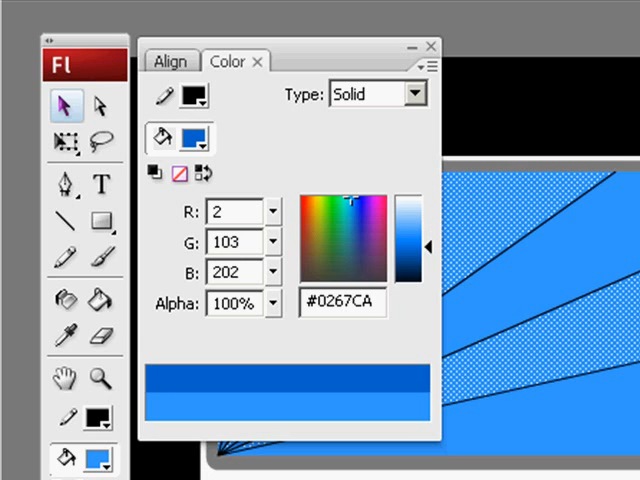 Fl
Align Color
Type: Solid
T
R: 2
G: 103
B: 202
Alpha: 100% #0267CA